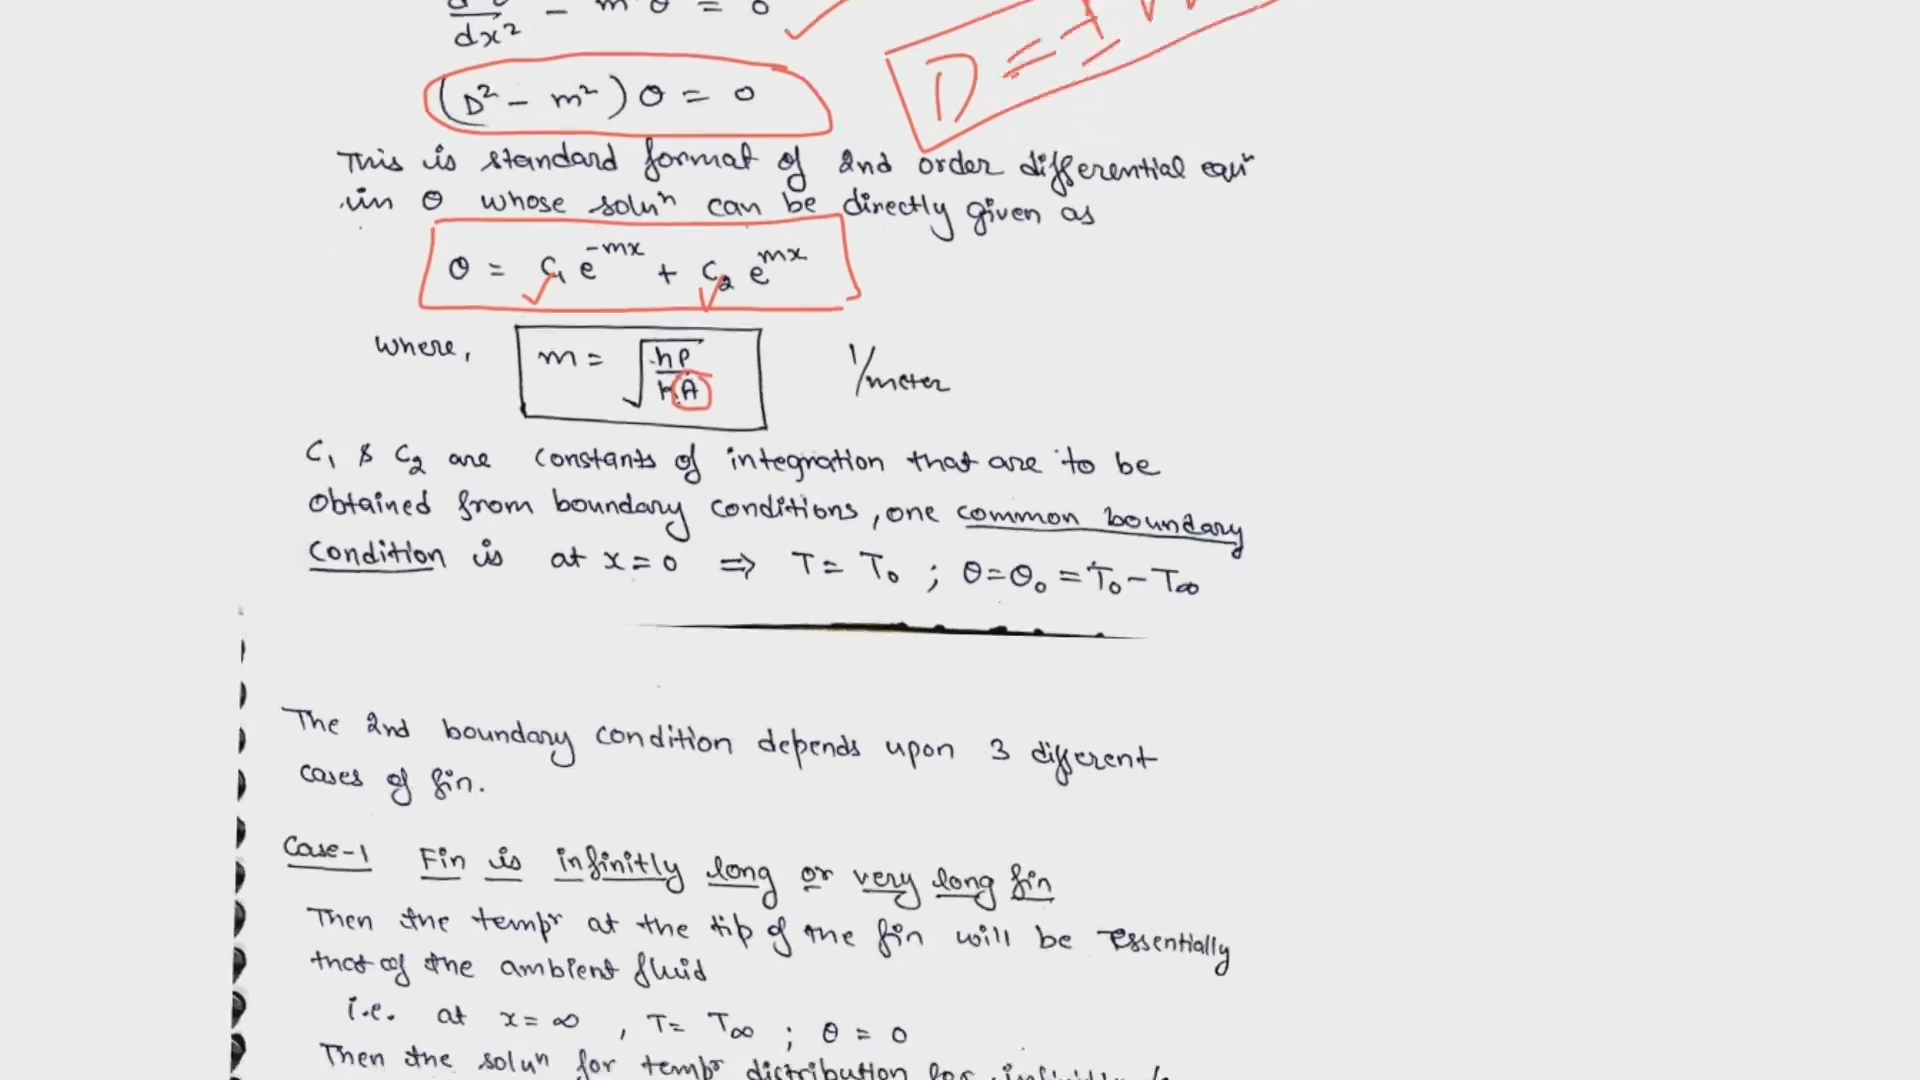 dx²
- m² θ = 0
D = ±
(D² - m²) θ = 0
This is standard format of 2nd order differential equⁿ
in θ whose soluⁿ can be directly given as
θ = C₁ e^-mx + C₂ e^mx
where, m = √hP/kA 1/meter
C₁ & C₂ are constants of integration that are to be
obtained from boundary conditions, one common boundary
condition is at x = 0 ⇒ T = T₀ ; θ = θ₀ = T₀ - T∞
The 2nd boundary condition depends upon 3 different
cases of fin.
Case-1 Fin is infinitly long or very long fin
Then the tempʳ at the tip of the fin will be essentially
that of the ambient fluid
i.e. at x = ∞ , T = T∞ ; θ = 0
Then the soluⁿ for tempʳ distribution for infinitly